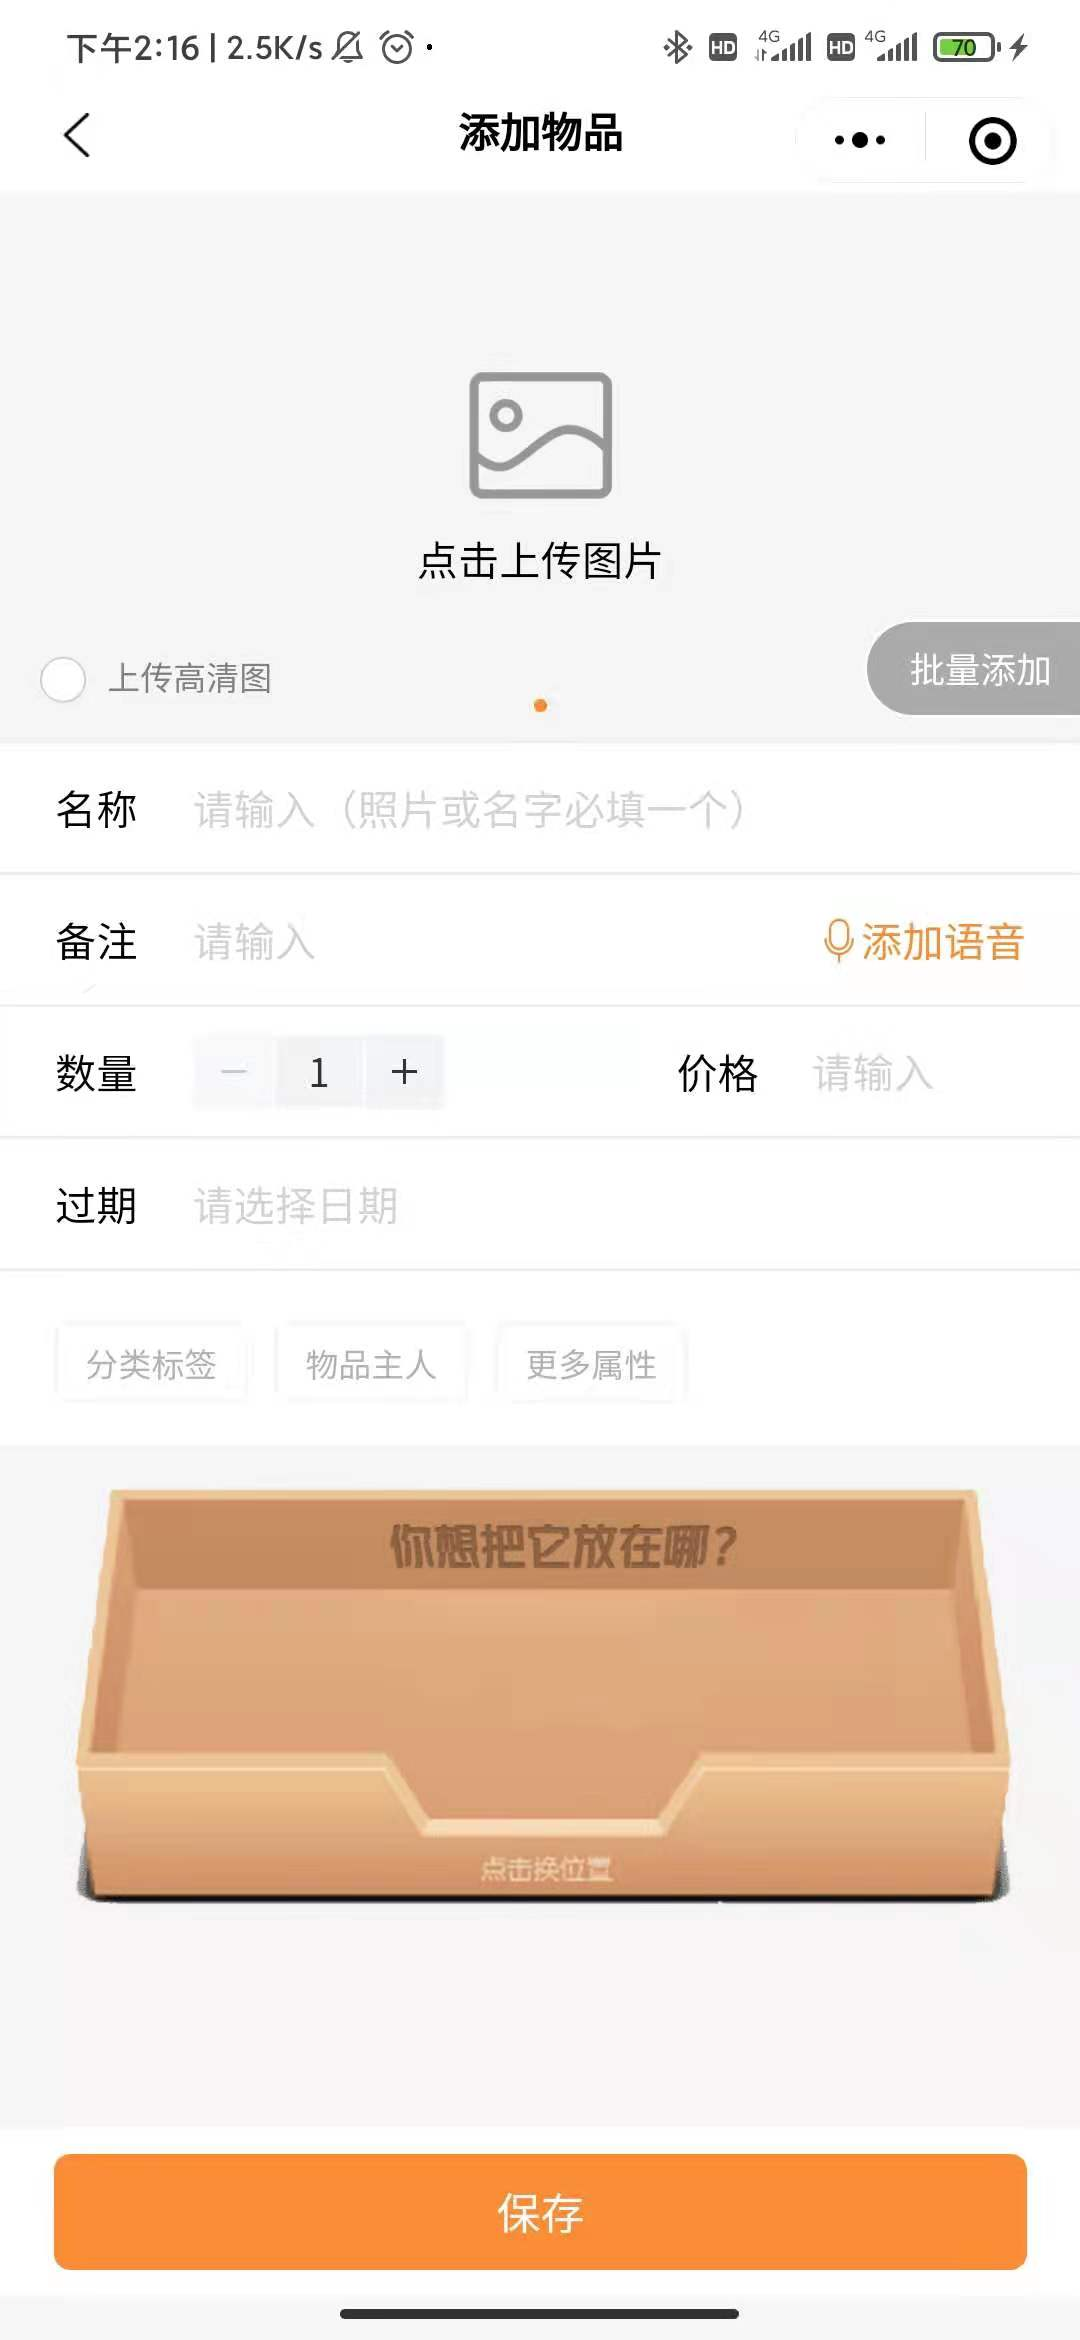 下午2:16 | 2.5K/s
HD 4G HD 4G 70
添加物品
点击上传图片
上传高清图
批量添加
名称 请输入（照片或名字必填一个）
备注 请输入 添加语音
数量 1 价格 请输入
过期 请选择日期
分类标签 物品主人 更多属性
你想把它放在哪?
点击换位置
保存